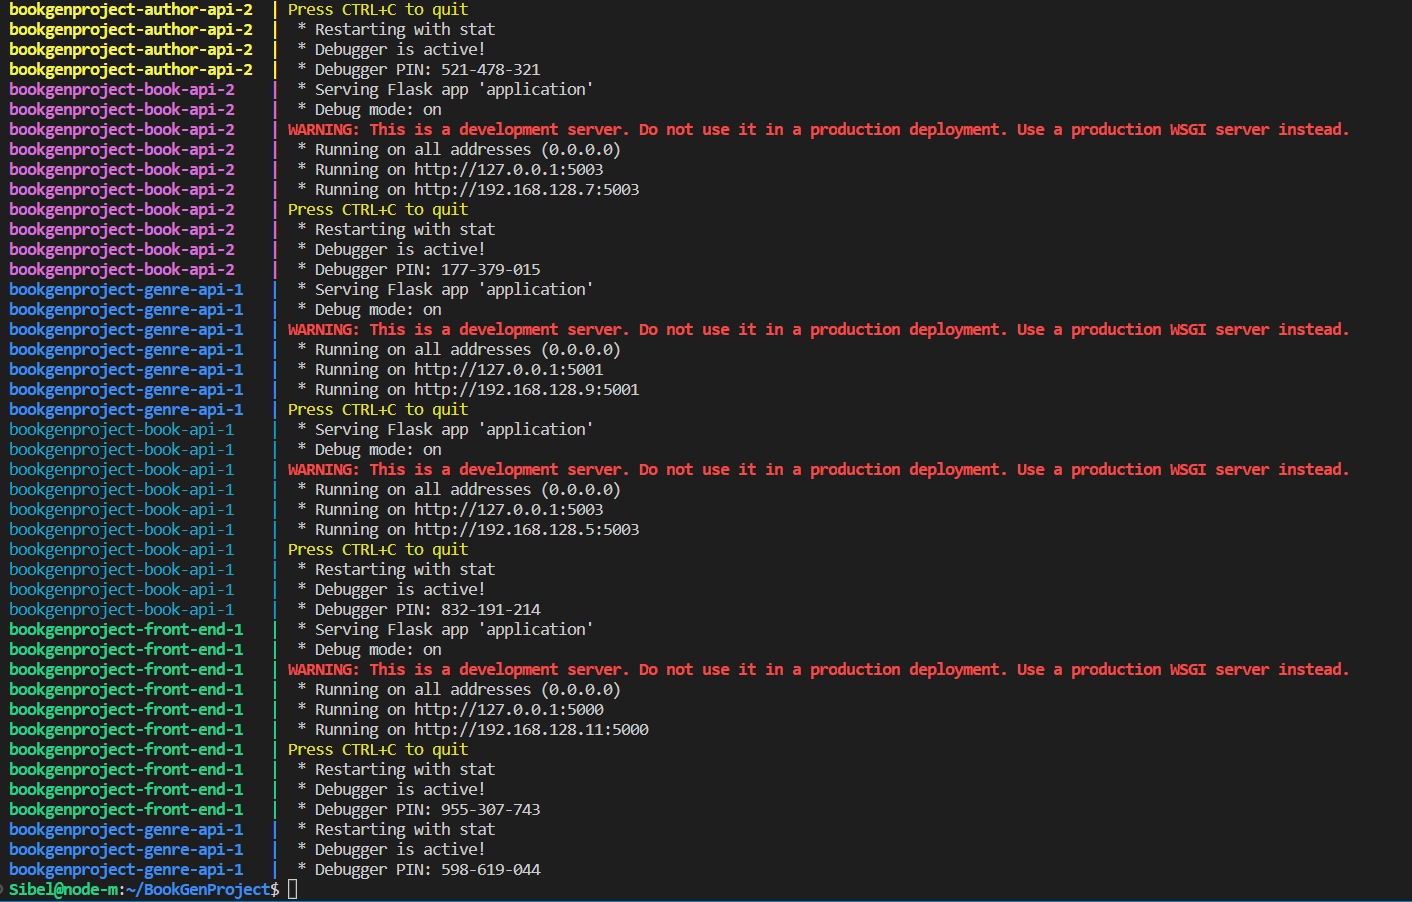 bookgenproject-author-api-2  | Press CTRL+C to quit
bookgenproject-author-api-2  |  * Restarting with stat
bookgenproject-author-api-2  |  * Debugger is active!
bookgenproject-author-api-2  |  * Debugger PIN: 521-478-321
bookgenproject-book-api-2    |  * Serving Flask app 'application'
bookgenproject-book-api-2    |  * Debug mode: on
bookgenproject-book-api-2    | WARNING: This is a development server. Do not use it in a production deployment. Use a production WSGI server instead.
bookgenproject-book-api-2    |  * Running on all addresses (0.0.0.0)
bookgenproject-book-api-2    |  * Running on http://127.0.0.1:5003
bookgenproject-book-api-2    |  * Running on http://192.168.128.7:5003
bookgenproject-book-api-2    | Press CTRL+C to quit
bookgenproject-book-api-2    |  * Restarting with stat
bookgenproject-book-api-2    |  * Debugger is active!
bookgenproject-book-api-2    |  * Debugger PIN: 177-379-015
bookgenproject-genre-api-1   |  * Serving Flask app 'application'
bookgenproject-genre-api-1   |  * Debug mode: on
bookgenproject-genre-api-1   | WARNING: This is a development server. Do not use it in a production deployment. Use a production WSGI server instead.
bookgenproject-genre-api-1   |  * Running on all addresses (0.0.0.0)
bookgenproject-genre-api-1   |  * Running on http://127.0.0.1:5001
bookgenproject-genre-api-1   |  * Running on http://192.168.128.9:5001
bookgenproject-genre-api-1   | Press CTRL+C to quit
bookgenproject-book-api-1    |  * Serving Flask app 'application'
bookgenproject-book-api-1    |  * Debug mode: on
bookgenproject-book-api-1    | WARNING: This is a development server. Do not use it in a production deployment. Use a production WSGI server instead.
bookgenproject-book-api-1    |  * Running on all addresses (0.0.0.0)
bookgenproject-book-api-1    |  * Running on http://127.0.0.1:5003
bookgenproject-book-api-1    |  * Running on http://192.168.128.5:5003
bookgenproject-book-api-1    | Press CTRL+C to quit
bookgenproject-book-api-1    |  * Restarting with stat
bookgenproject-book-api-1    |  * Debugger is active!
bookgenproject-book-api-1    |  * Debugger PIN: 832-191-214
bookgenproject-front-end-1   |  * Serving Flask app 'application'
bookgenproject-front-end-1   |  * Debug mode: on
bookgenproject-front-end-1   | WARNING: This is a development server. Do not use it in a production deployment. Use a production WSGI server instead.
bookgenproject-front-end-1   |  * Running on all addresses (0.0.0.0)
bookgenproject-front-end-1   |  * Running on http://127.0.0.1:5000
bookgenproject-front-end-1   |  * Running on http://192.168.128.11:5000
bookgenproject-front-end-1   | Press CTRL+C to quit
bookgenproject-front-end-1   |  * Restarting with stat
bookgenproject-front-end-1   |  * Debugger is active!
bookgenproject-front-end-1   |  * Debugger PIN: 955-307-743
bookgenproject-genre-api-1   |  * Restarting with stat
bookgenproject-genre-api-1   |  * Debugger is active!
bookgenproject-genre-api-1   |  * Debugger PIN: 598-619-044
Sibel@node-m:~/BookGenProject$